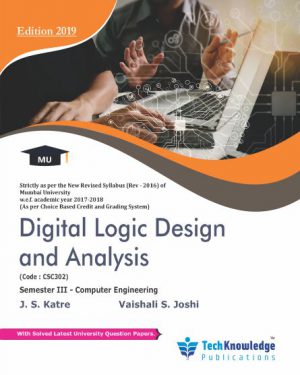 Edition 2019
MU
Strictly as per the New Revised Syllabus (Rev - 2016) of
Mumbai University
w.e.f. academic year 2017-2018
(As per Choice Based Credit and Grading System)
Digital Logic Design
and Analysis
(Code : CSC302)
Semester III - Computer Engineering
J. S. Katre Vaishali S. Joshi
With Solved Latest University Question Papers.
TechKnowledge
Publications